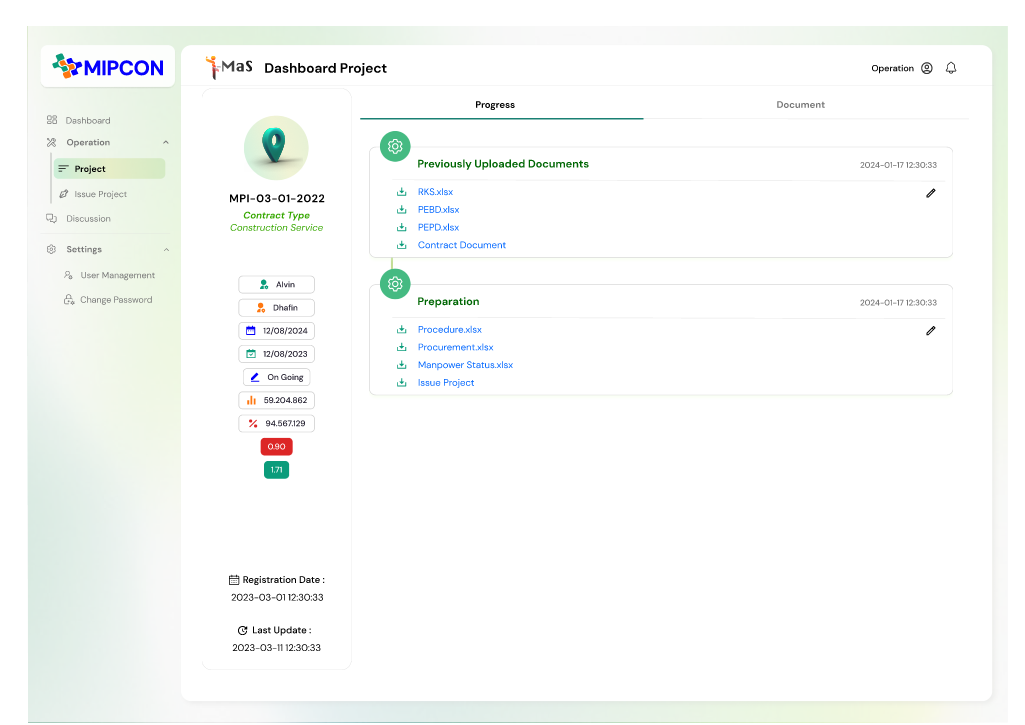 MIPCON
Dashboard
Operation
Project
Issue Project
Discussion
Settings
User Management
Change Password
iMaS Dashboard Project
Operation
MPI-03-01-2022
Contract Type
Construction Service
Alvin
Dhafin
12/08/2024
12/08/2023
On Going
59.204.862
94.567.129
0.90
1.71
Registration Date :
2023-03-01 12:30:33
Last Update :
2023-03-11 12:30:33
Progress
Document
Previously Uploaded Documents
2024-01-17 12:30:33
RKS.xlsx
PEBD.xlsx
PEPD.xlsx
Contract Document
Preparation
2024-01-17 12:30:33
Procedure.xlsx
Procurement.xlsx
Manpower Status.xlsx
Issue Project